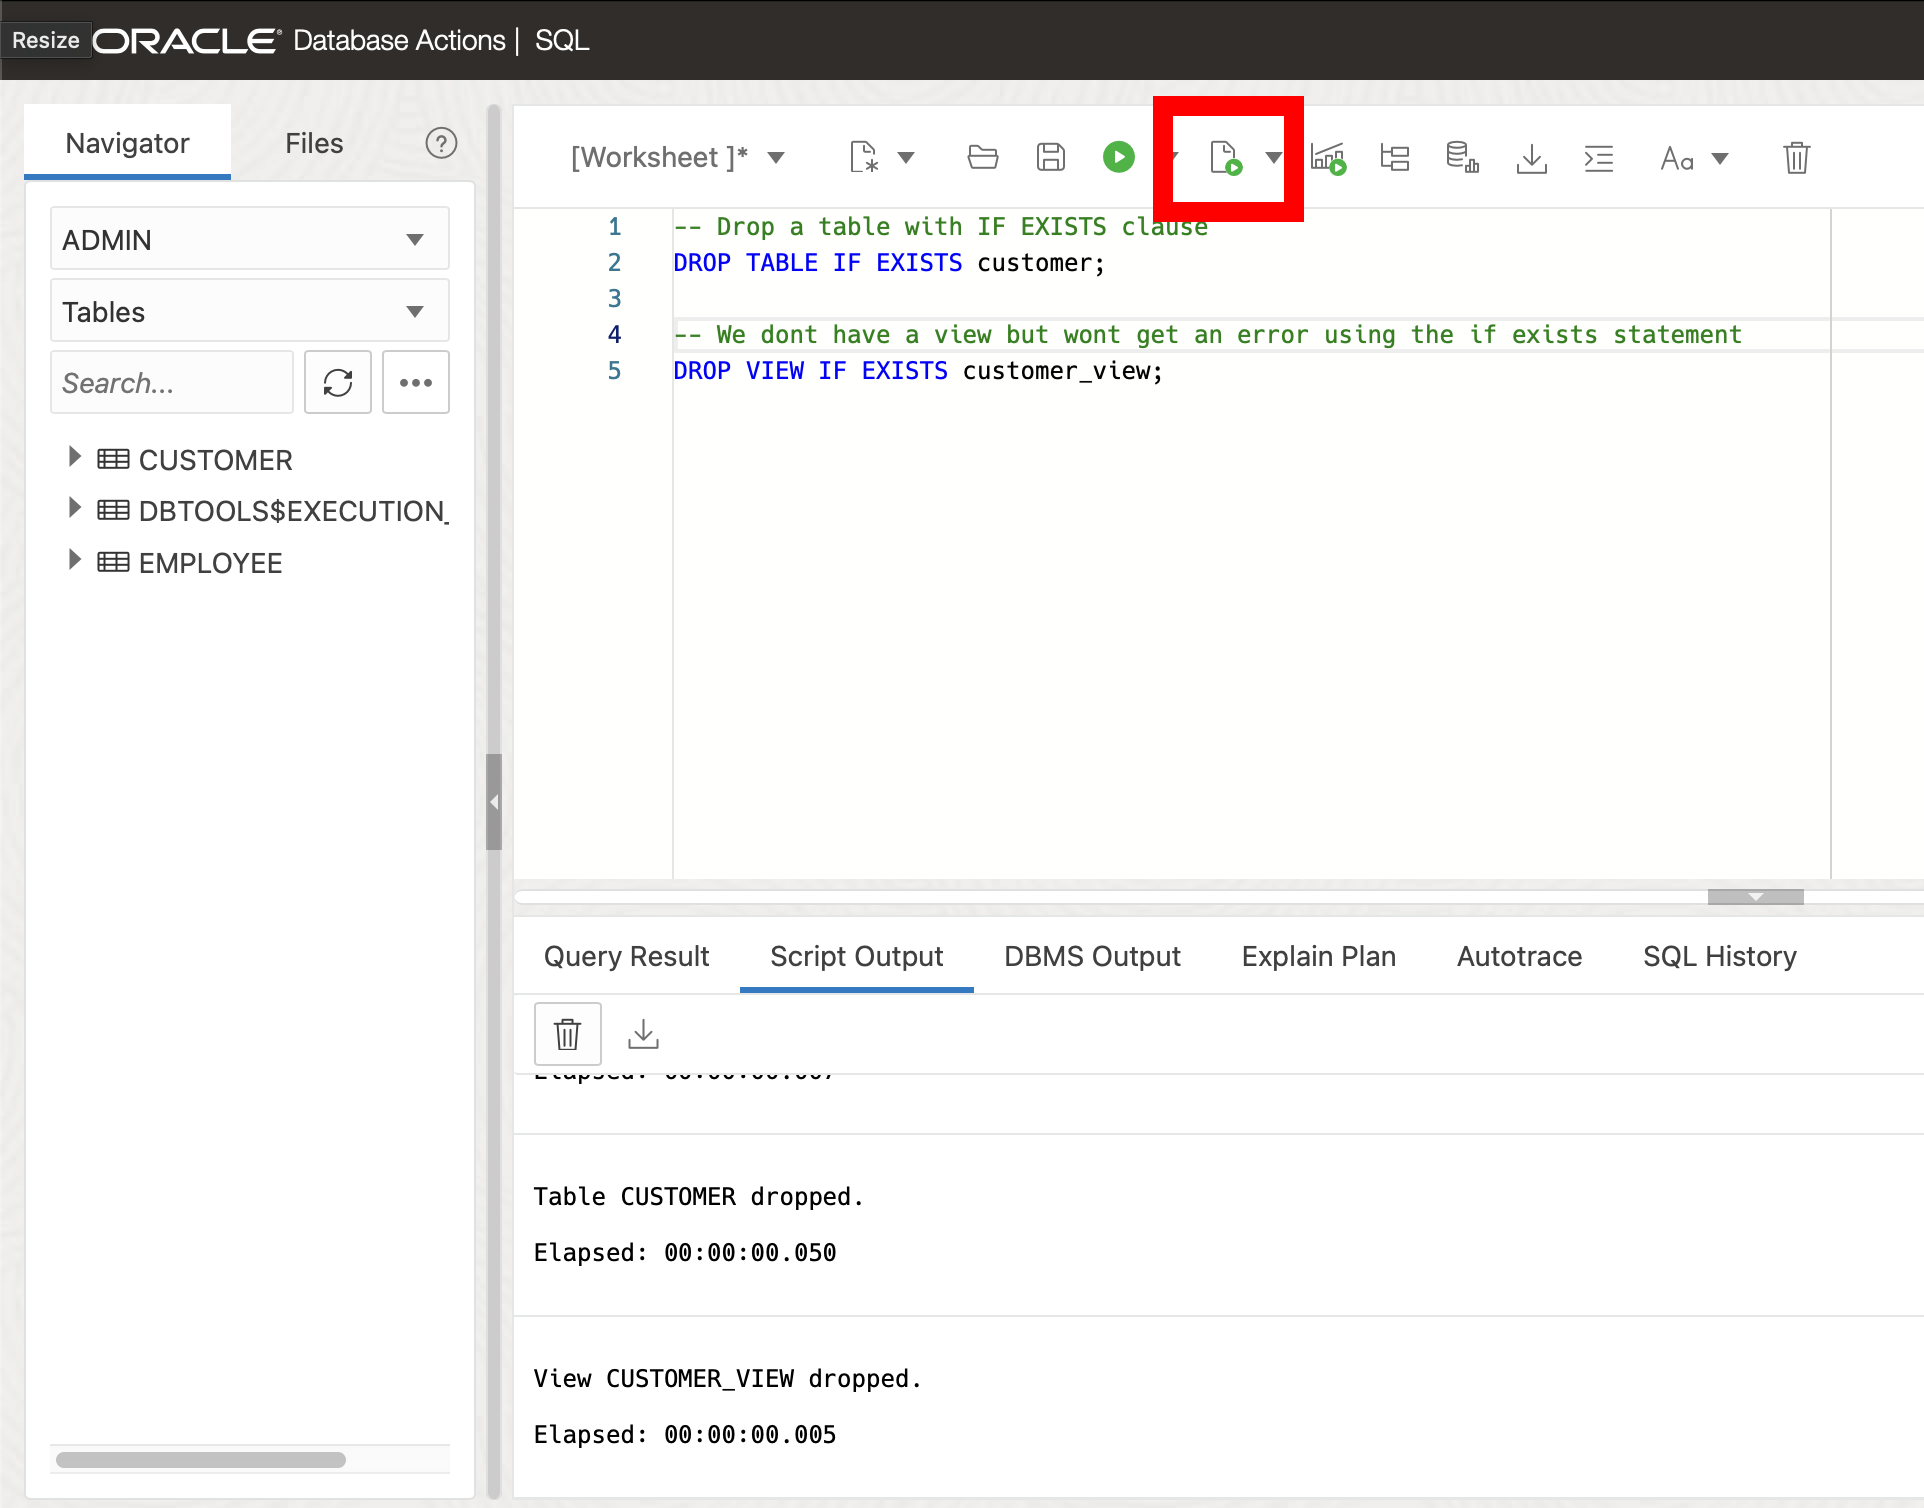 Resize ORACLE Database Actions | SQL
Navigator Files ?
[Worksheet ]*
Aa
ADMIN
Tables
Search...
CUSTOMER
DBTOOLS$EXECUTION_
EMPLOYEE
1 -- Drop a table with IF EXISTS clause
2 DROP TABLE IF EXISTS customer;
3
4 -- We dont have a view but wont get an error using the if exists statement
5 DROP VIEW IF EXISTS customer_view;
Query Result Script Output DBMS Output Explain Plan Autotrace SQL History
Table CUSTOMER dropped.
Elapsed: 00:00:00.050
View CUSTOMER_VIEW dropped.
Elapsed: 00:00:00.005